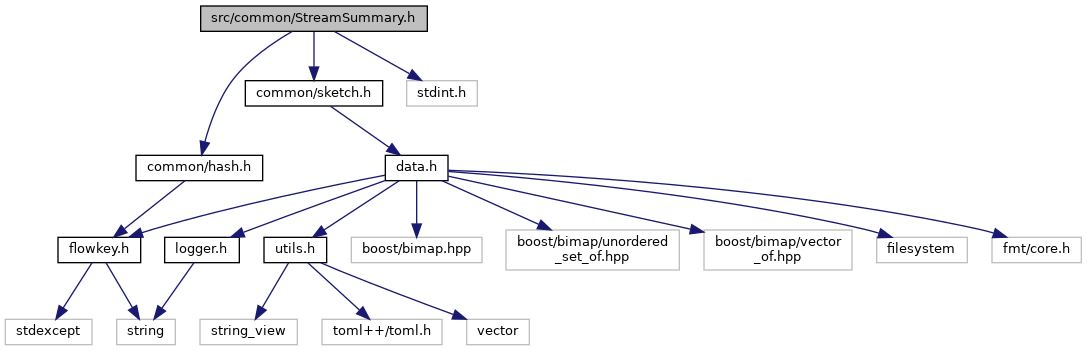 src/common/StreamSummary.h
common/sketch.h
stdint.h
common/hash.h
data.h
flowkey.h
logger.h
utils.h
boost/bimap.hpp
boost/bimap/unordered
_set_of.hpp
boost/bimap/vector
_of.hpp
filesystem
fmt/core.h
stdexcept
string
string_view
toml++/toml.h
vector